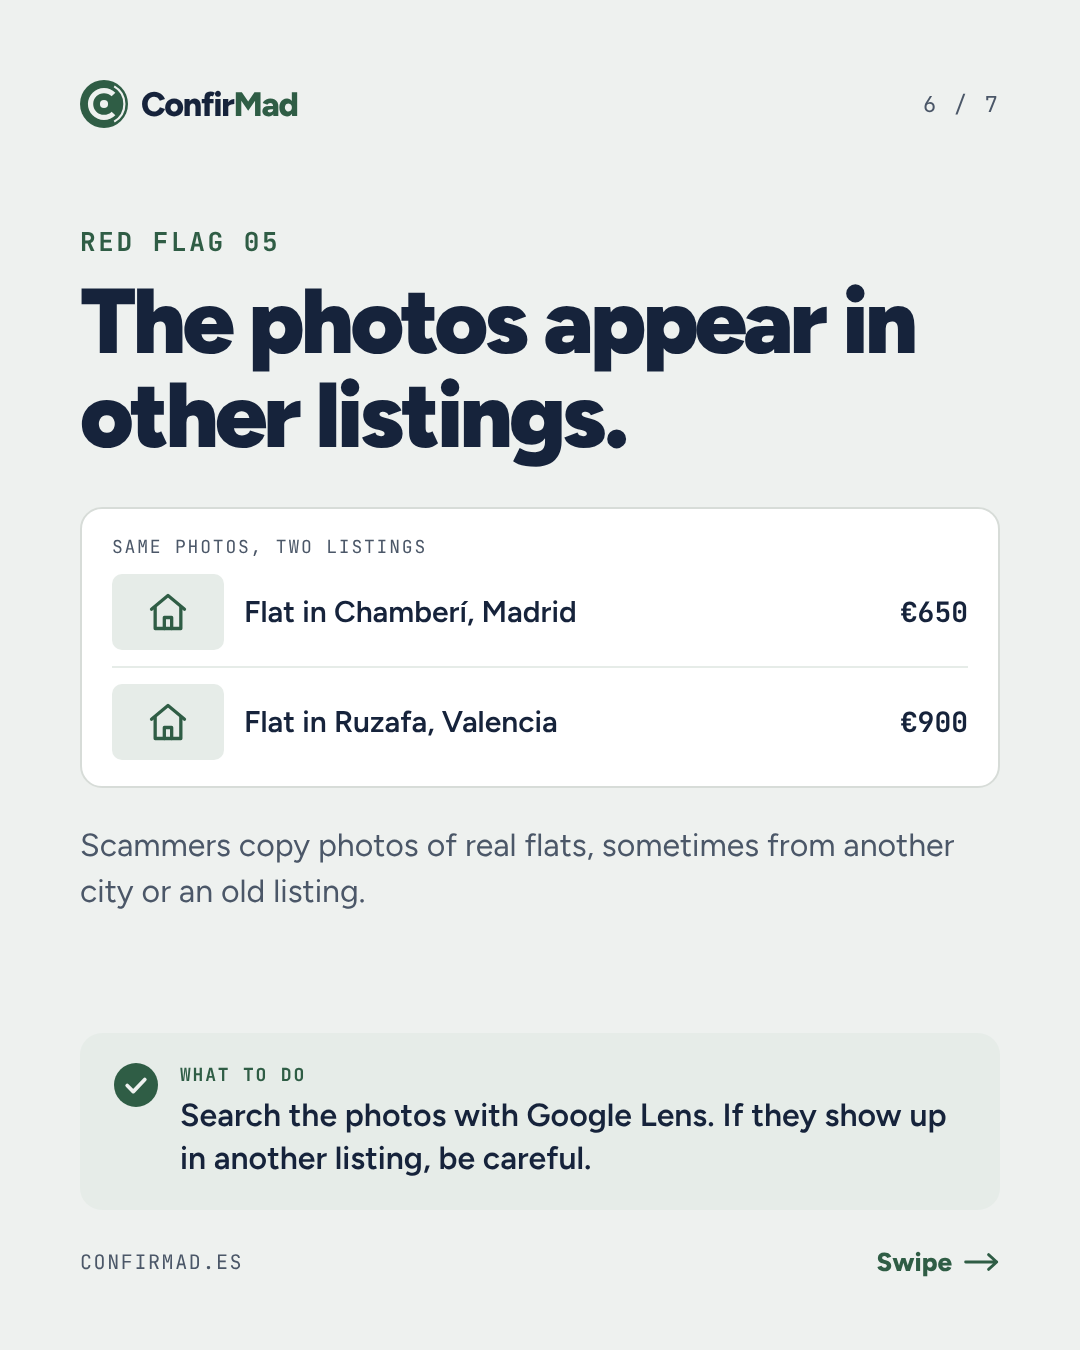 ConfirMad
6 / 7
RED FLAG 05
The photos appear in
other listings.
SAME PHOTOS, TWO LISTINGS
Flat in Chamberí, Madrid
€650
Flat in Ruzafa, Valencia
€900
Scammers copy photos of real flats, sometimes from another
city or an old listing.
WHAT TO DO
Search the photos with Google Lens. If they show up
in another listing, be careful.
CONFIRMAD.ES
Swipe →